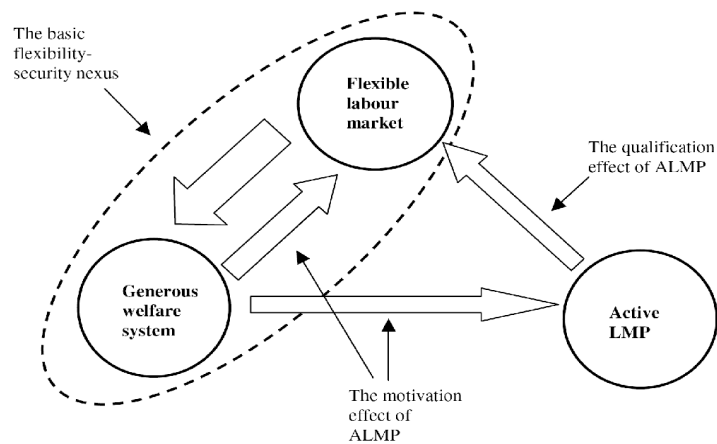 The basic
flexibility-
security nexus
Flexible
labour
market
The qualification
effect of ALMP
Generous
welfare
system
Active
LMP
The motivation
effect of
ALMP